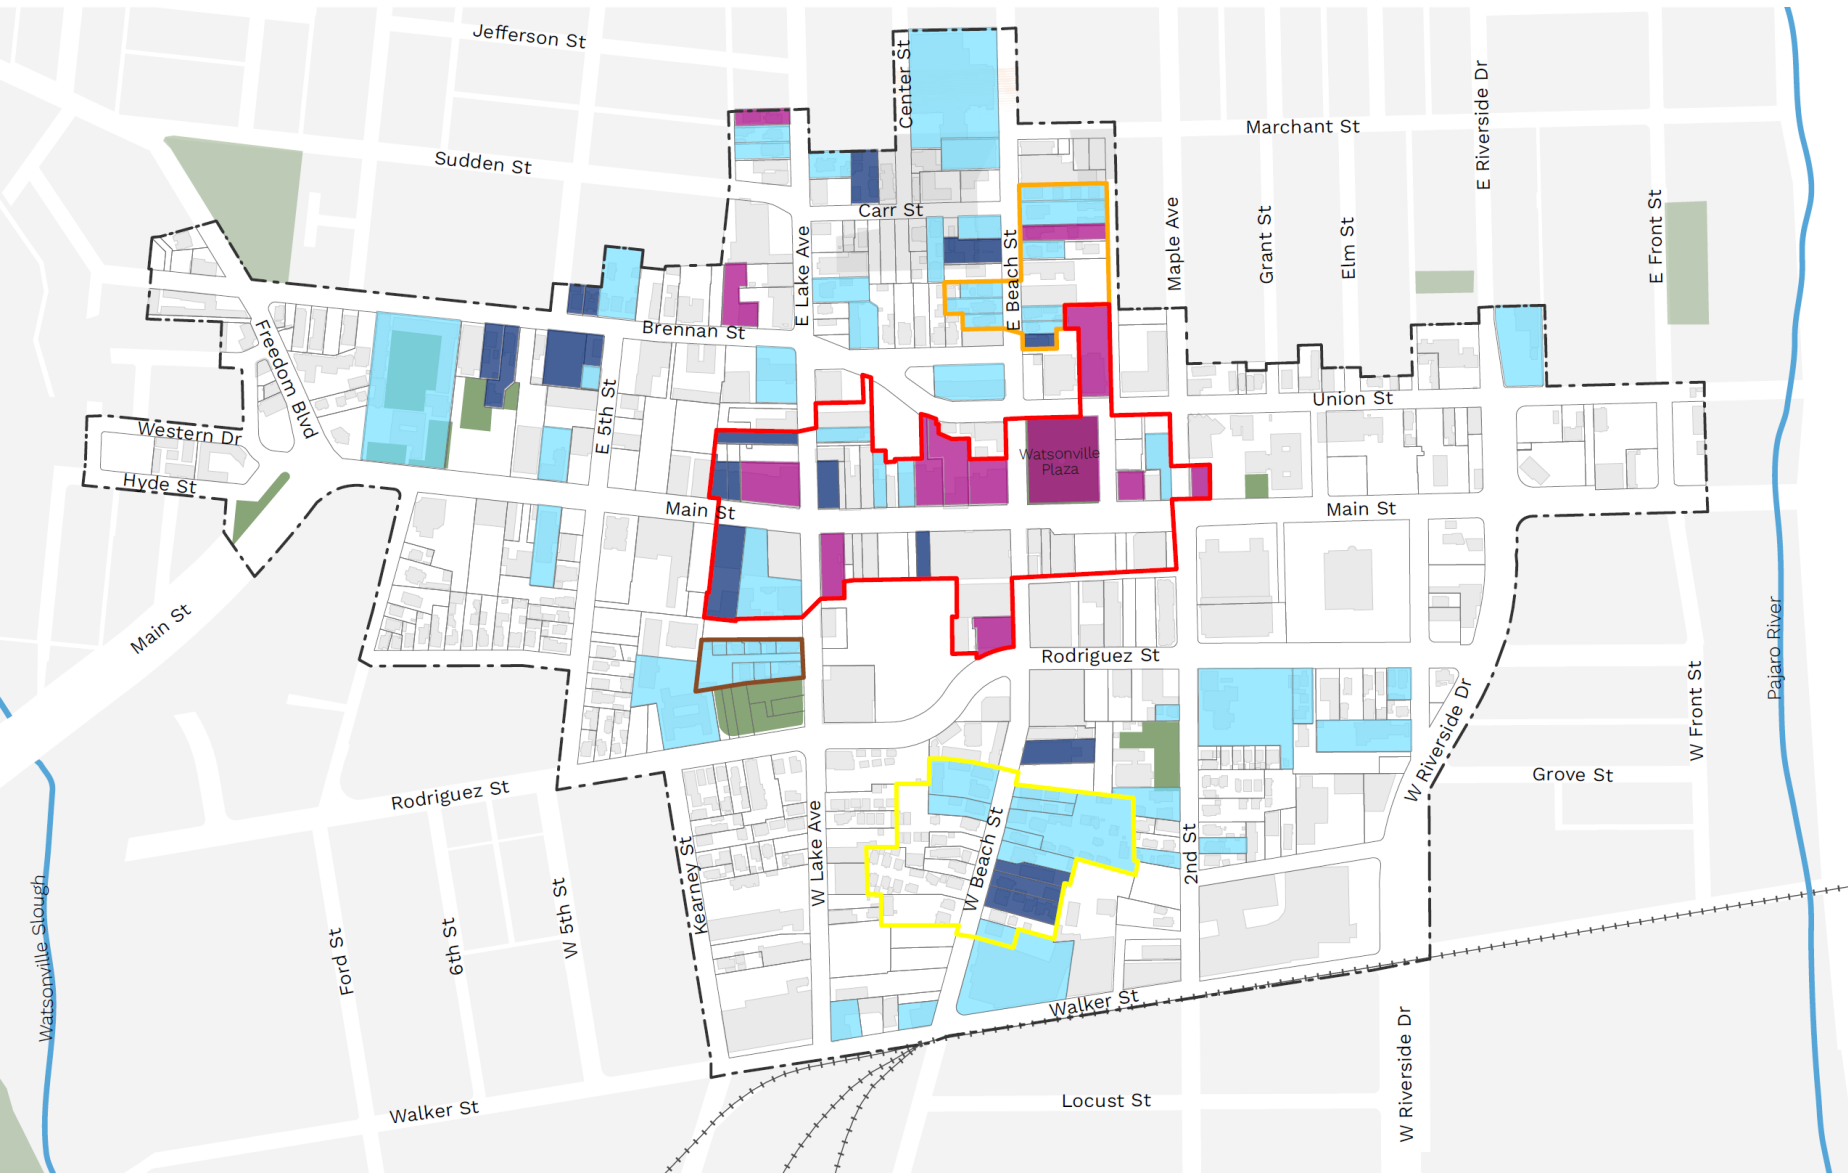 Jefferson St
Center St
E Riverside Dr
Marchant St
Sudden St
Carr St
E Lake Ave
E Beach St
Maple Ave
Grant St
Elm St
E Front St
Brennan St
Freedom Blvd
E 5th St
Union St
Western Dr
Hyde St
Watsonville
Plaza
Main St
Main St
Main St
Rodriguez St
Pajaro River
W Front St
W Riverside Dr
Grove St
Rodriguez St
Kearney St
W Lake Ave
W Beach St
2nd St
Watsonville Slough
Ford St
6th St
W 5th St
Walker St
W Riverside Dr
Walker St
Locust St